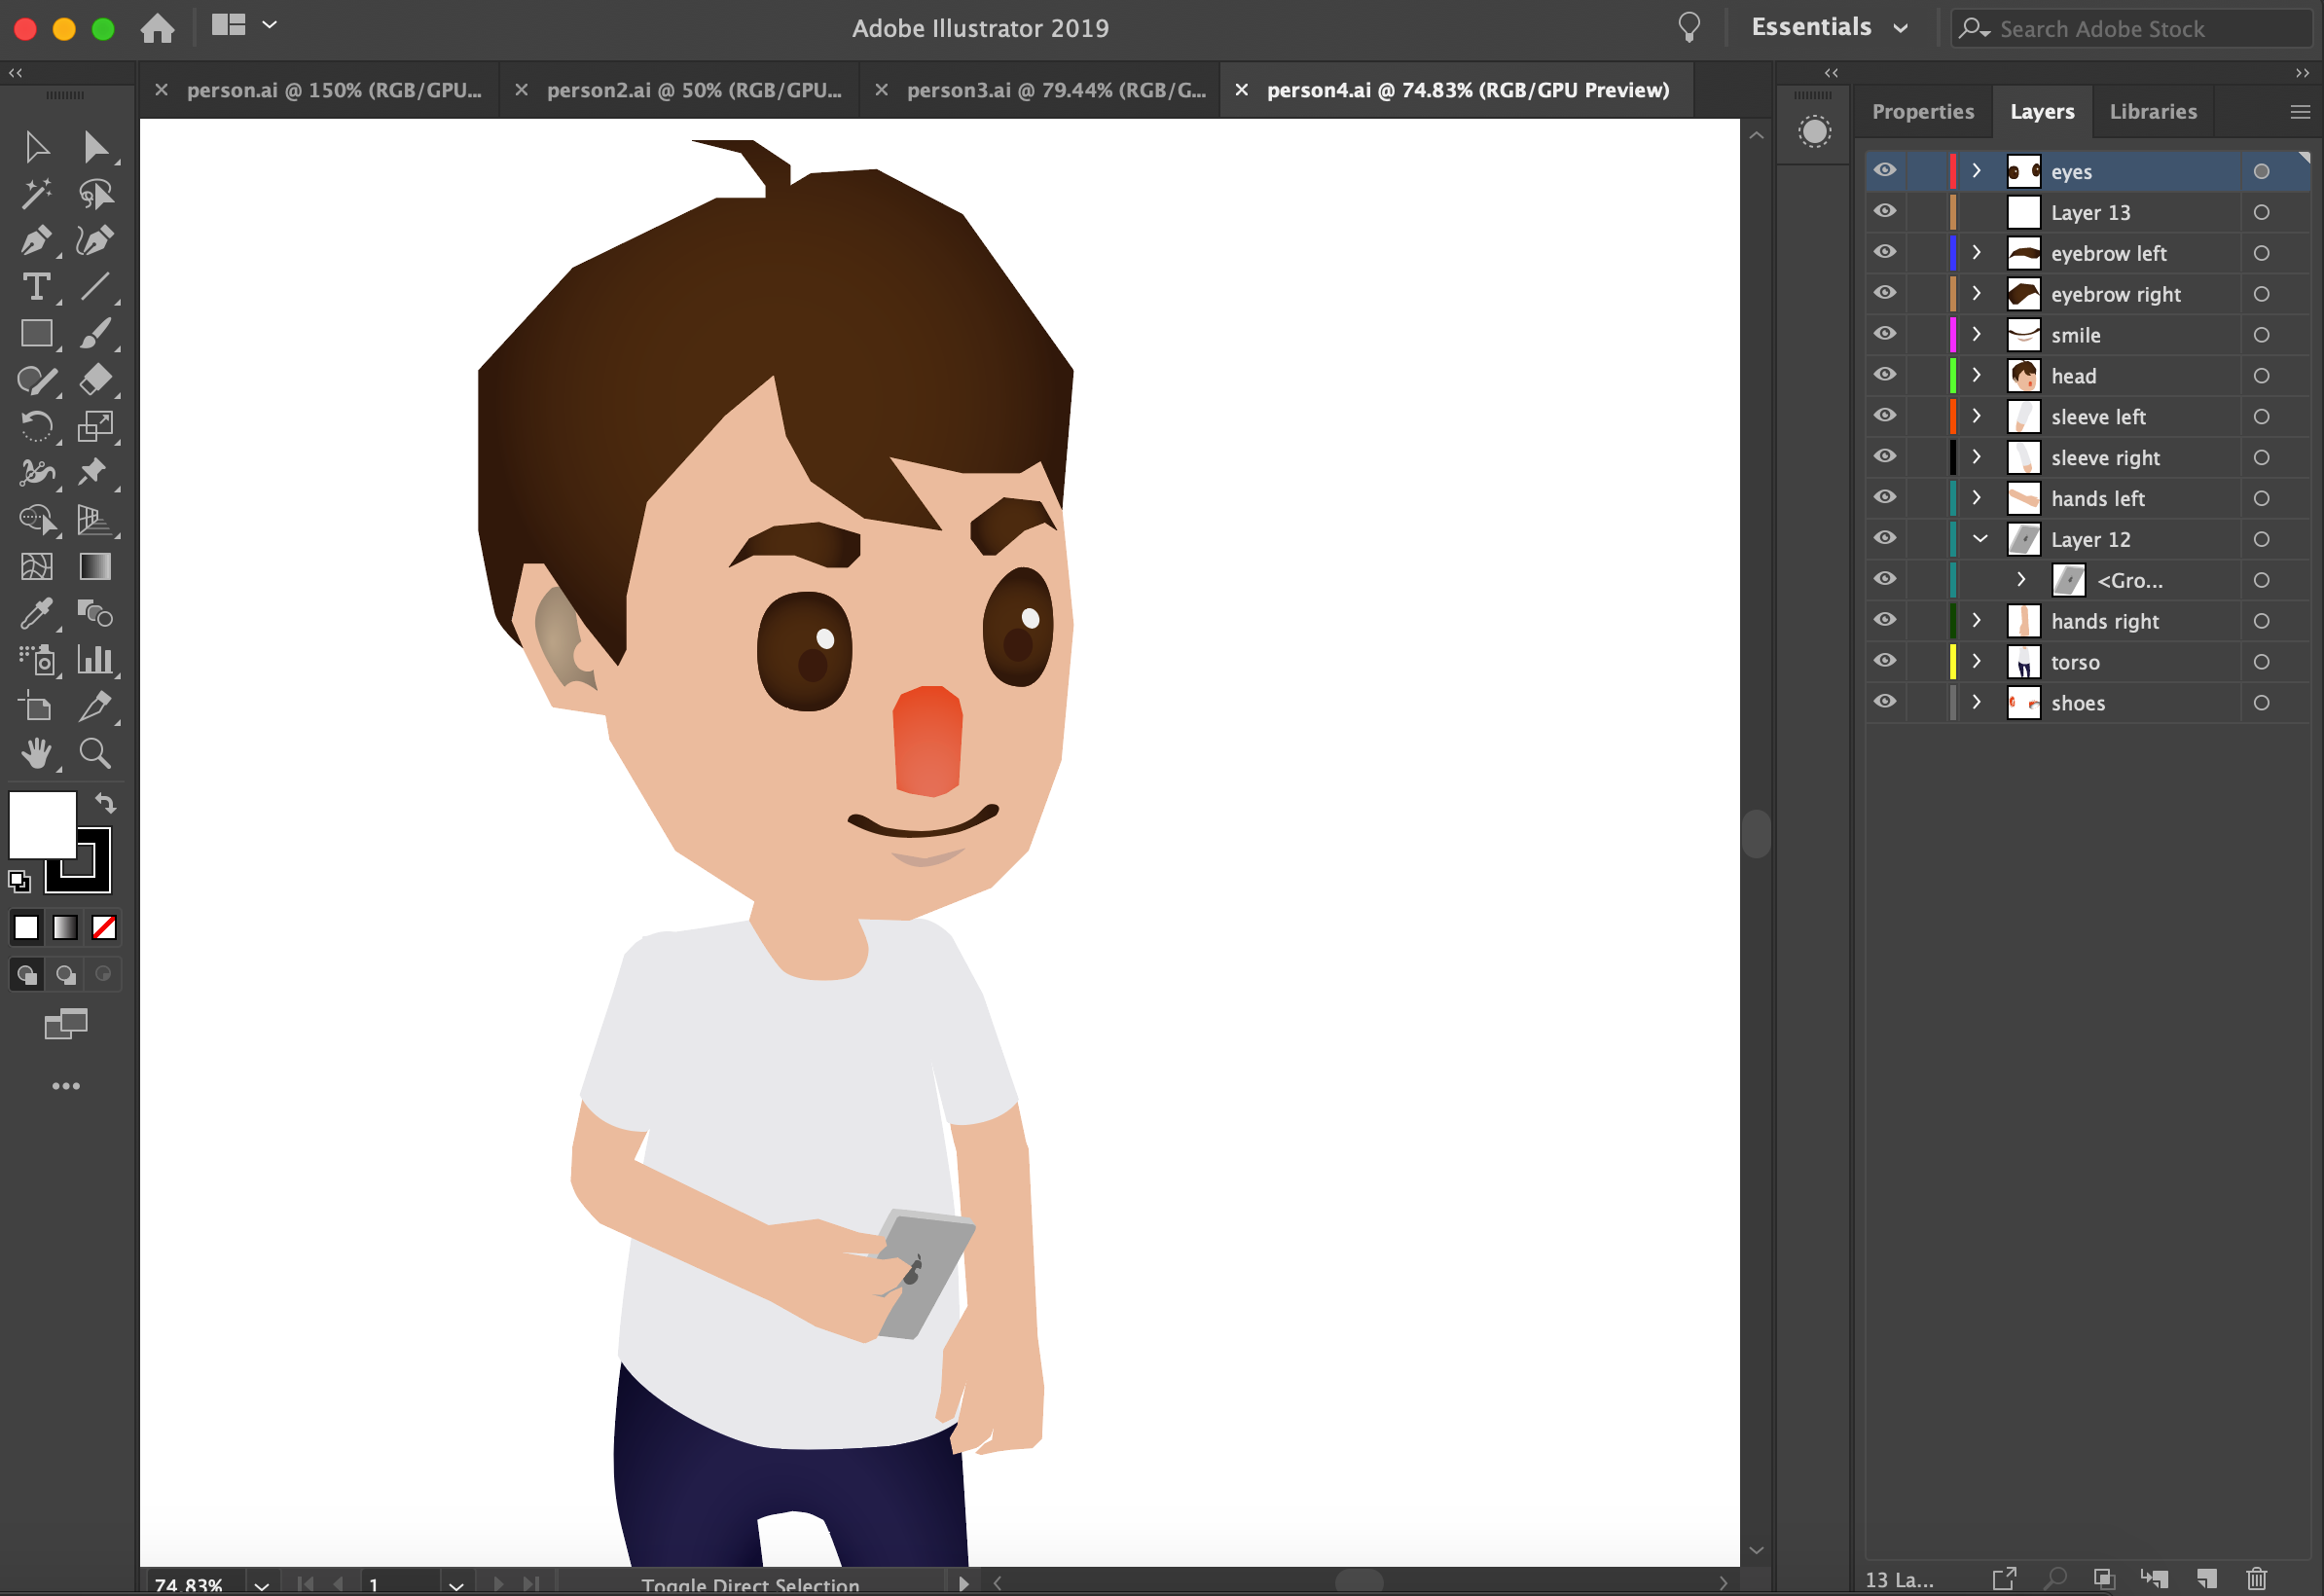 Adobe Illustrator 2019
Essentials
Search Adobe Stock
person.ai @ 150% (RGB/GPU...
person2.ai @ 50% (RGB/GPU...
person3.ai @ 79.44% (RGB/G...
person4.ai @ 74.83% (RGB/GPU Preview)
Properties
Layers
Libraries
eyes
Layer 13
eyebrow left
eyebrow right
smile
head
sleeve left
sleeve right
hands left
Layer 12
<Gro...
hands right
torso
shoes
74.83%
1
Toggle Direct Selection
13 La...